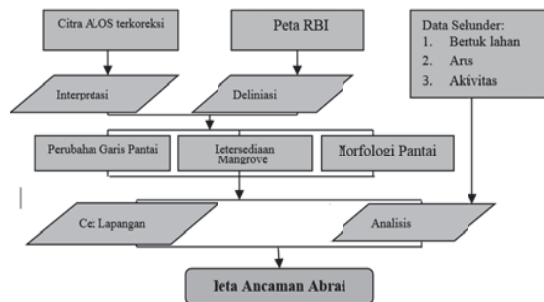 Citra ALOS terkoreksi
Peta RBI
Data Selunder:
1. Bertuk lahan
2. Arus
3. Aktivitas
Interpretasi
Deliniasi
Perubahan Garis Pantai
Ketersediaan
Mangrove
Morfologi Pantai
Cek Lapangan
Analisis
Peta Ancaman Abrasi